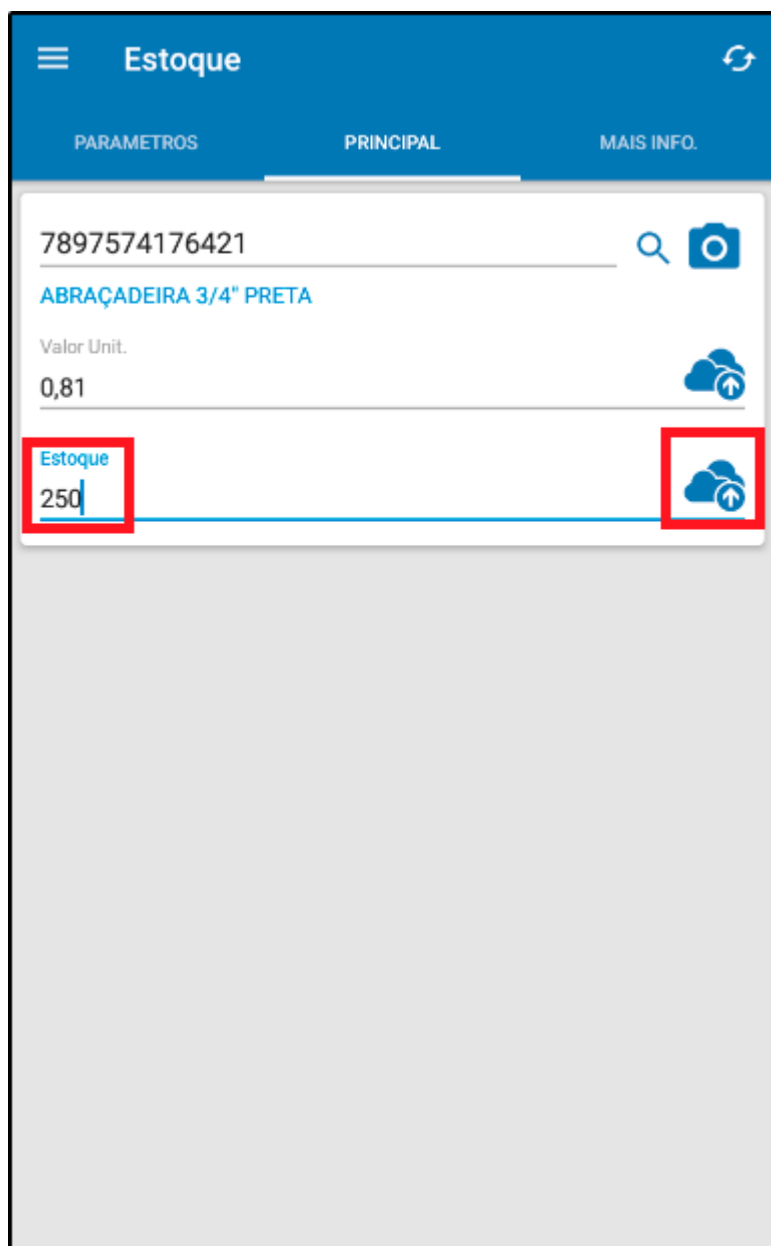 Estoque
PARAMETROS PRINCIPAL MAIS INFO.
7897574176421
ABRAÇADEIRA 3/4" PRETA
Valor Unit.
0,81
Estoque
250